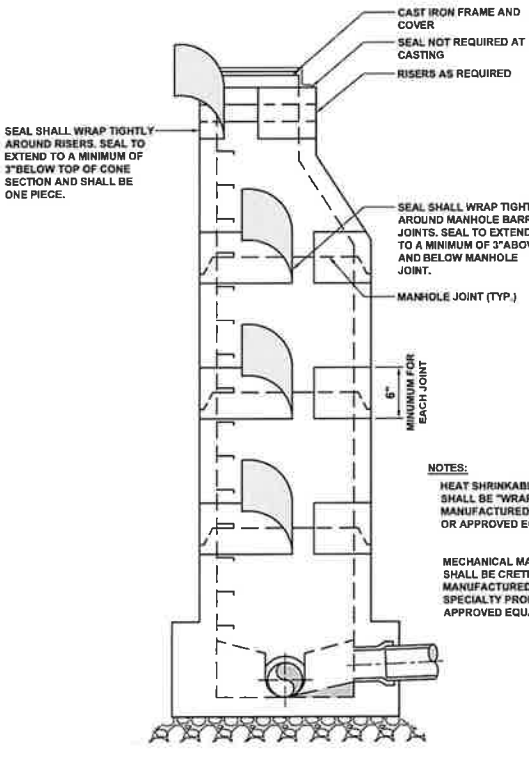 CAST IRON FRAME AND
COVER
SEAL NOT REQUIRED AT
CASTING
RISERS AS REQUIRED
SEAL SHALL WRAP TIGHTLY
AROUND RISERS. SEAL TO
EXTEND TO A MINIMUM OF
3"BELOW TOP OF CONE
SECTION AND SHALL BE
ONE PIECE.
SEAL SHALL WRAP TIGHT
AROUND MANHOLE BARR
JOINTS. SEAL TO EXTEND
TO A MINIMUM OF 3"ABOV
AND BELOW MANHOLE
JOINT.
MANHOLE JOINT (TYP.)
6"
MINUMUM FOR
EACH JOINT
NOTES:
HEAT SHRINKABL
SHALL BE "WRAP
MANUFACTURED
OR APPROVED E
MECHANICAL MA
SHALL BE CRETE
MANUFACTURED
SPECIALTY PROD
APPROVED EQUA